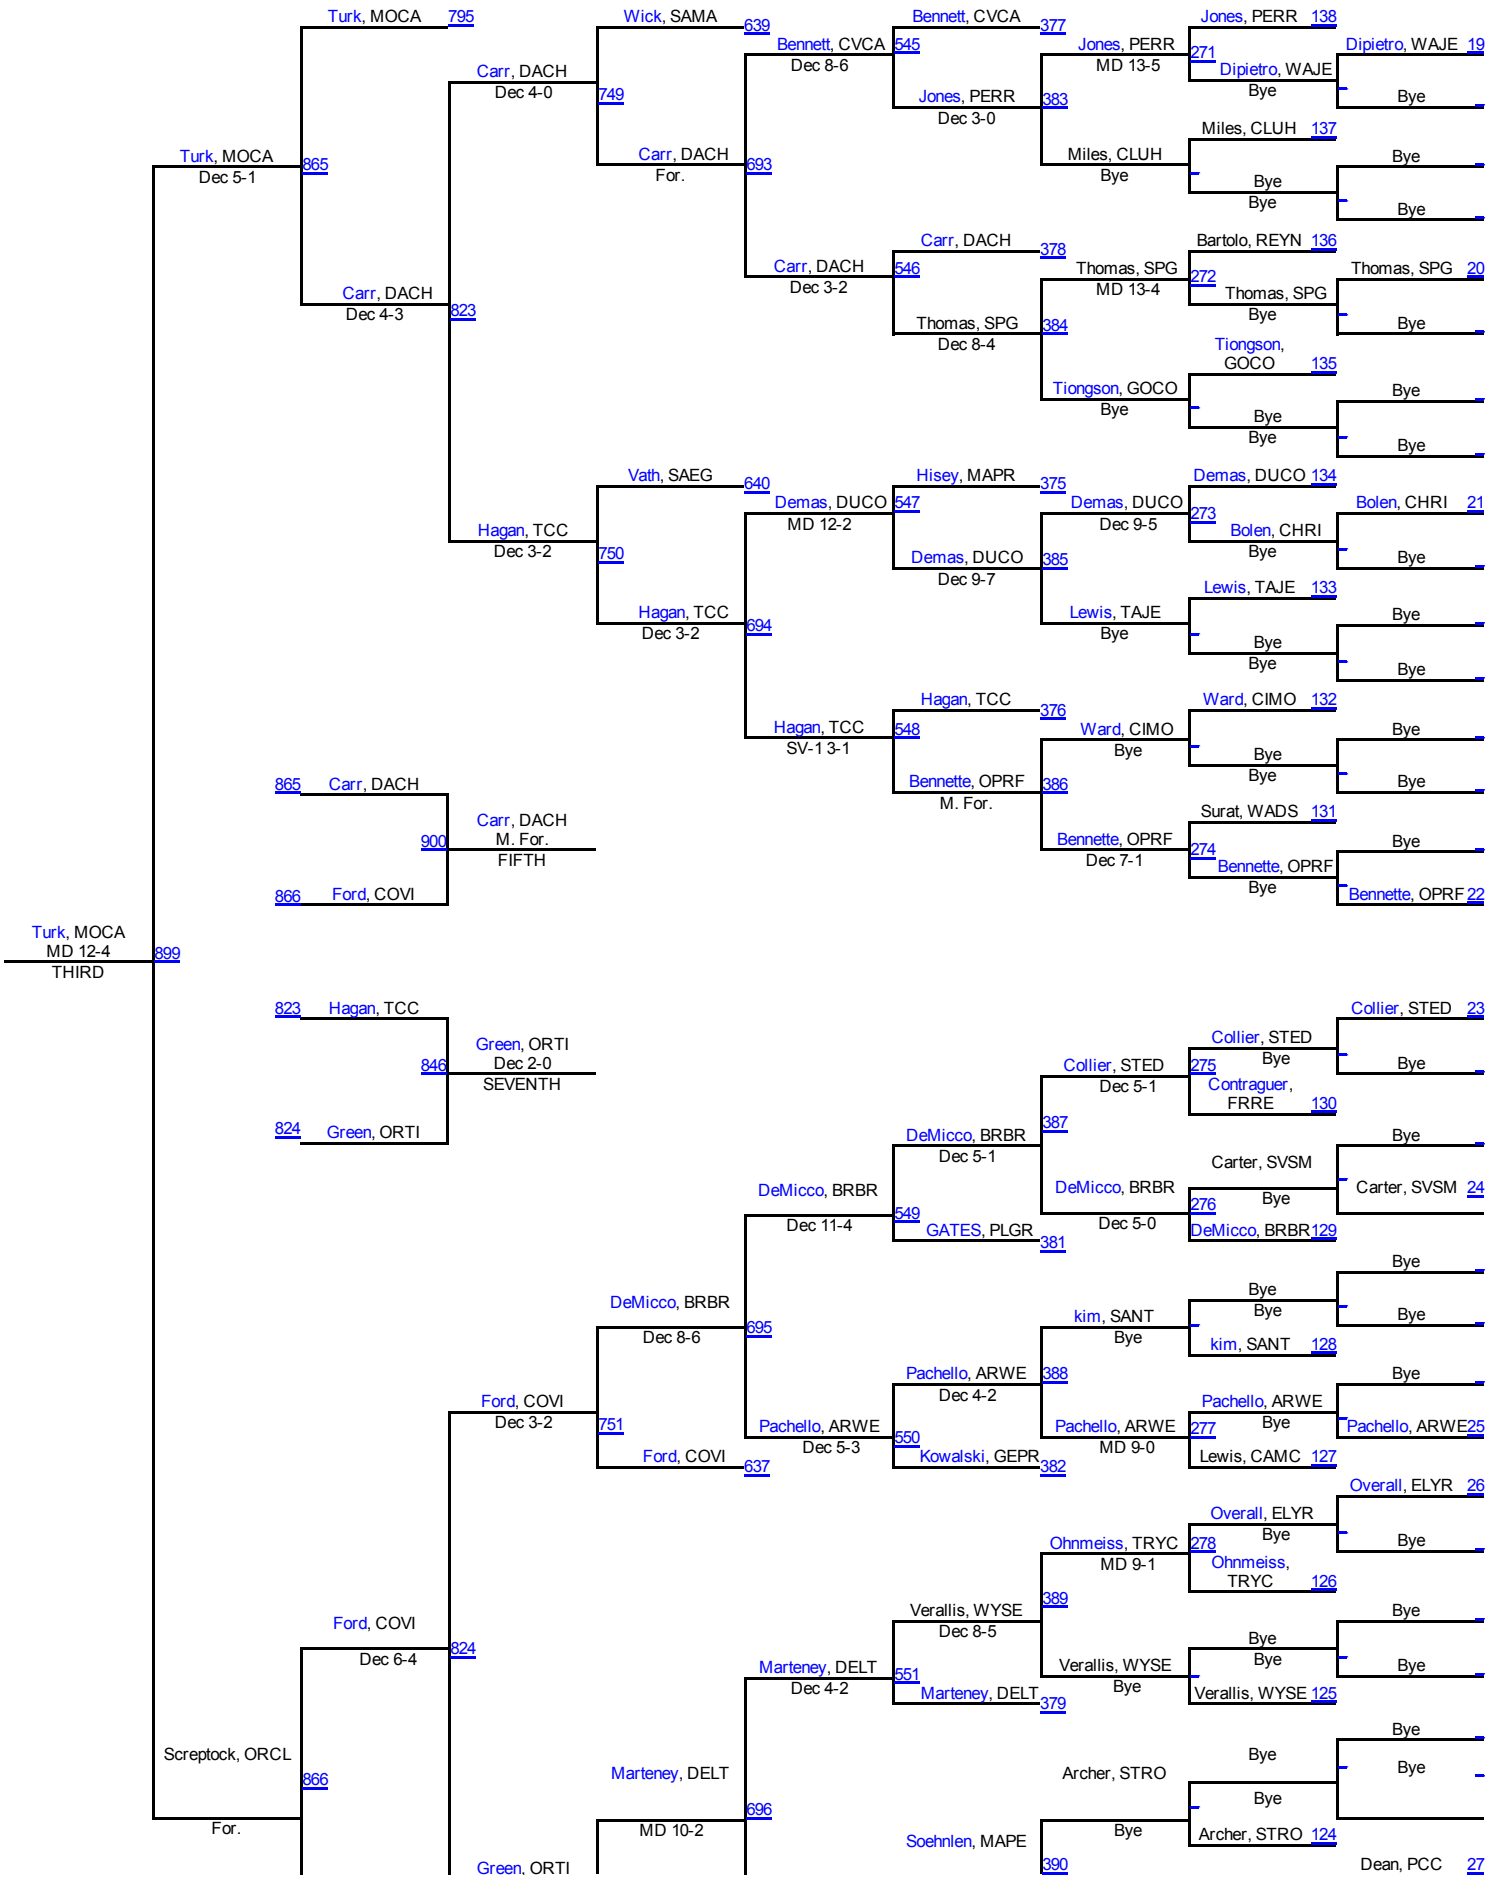 Turk, MOCA 795 Wick, SAMA 639 Bennett, CVCA 377 Jones, PERR 138
Bennett, CVCA 545 Jones, PERR 271 Dipietro, WAJE 19
Dec 8-6 MD 13-5
Carr, DACH Dipietro, WAJE
Dec 4-0 749 Jones, PERR 383 Bye Bye
Dec 3-0
Miles, CLUH 137
Turk, MOCA 865 Carr, DACH 693 Miles, CLUH Bye
Dec 5-1 For. Bye
Bye
Bye Bye
Carr, DACH 378 Bartolo, REYN 136
Carr, DACH 546 Thomas, SPG 272 Thomas, SPG 20
Dec 3-2 MD 13-4
Carr, DACH Thomas, SPG
Dec 4-3 823 Thomas, SPG 384 Bye Bye
Dec 8-4
Tiongson,
GOCO 135
Tiongson, GOCO Bye
Bye Bye
Bye Bye
Vath, SAEG 640 Hisey, MAPR 375 Demas, DUCO 134
Demas, DUCO 547 Demas, DUCO 273 Bolen, CHRI 21
MD 12-2 Dec 9-5
Hagan, TCC Bolen, CHRI
Dec 3-2 750 Demas, DUCO 385 Bye Bye
Dec 9-7
Lewis, TAJE 133
Hagan, TCC 694 Lewis, TAJE Bye
Dec 3-2 Bye
Bye
Bye Bye
Hagan, TCC 376 Ward, CIMO 132
Hagan, TCC 548 Ward, CIMO Bye
SV-1 3-1 Bye Bye
Bye
865 Carr, DACH Bennette, OPRF 386 Bye
M. For.
Carr, DACH Surat, WADS 131
900 M. For. Bennette, OPRF 274 Bye
FIFTH Dec 7-1
Bennette, OPRF
Bye
866 Ford, COVI Bennette, OPRF 22
Turk, MOCA
MD 12-4 899
THIRD
823 Hagan, TCC Collier, STED 23
Green, ORTI Collier, STED
846 Dec 2-0 Collier, STED 275 Bye Bye
SEVENTH Dec 5-1
Contraguer,
FRRE 130
824 Green, ORTI DeMicco, BRBR 387 Bye
Dec 5-1
Carter, SVSM
DeMicco, BRBR DeMicco, BRBR 276 Bye Carter, SVSM 24
Dec 11-4 549 Dec 5-0
GATES, PLGR 381 DeMicco, BRBR 129
Bye
Bye
DeMicco, BRBR 695 kim, SANT Bye Bye
Dec 8-6 Bye
kim, SANT 128
Pachello, ARWE 388 Bye
Dec 4-2
Ford, COVI Pachello, ARWE
Dec 3-2 751 Pachello, ARWE 550 Pachello, ARWE 277 Bye Pachello, ARWE 25
Dec 5-3 MD 9-0
Ford, COVI 637 Kowalski, GEPR 382 Lewis, CAMC 127
Overall, ELYR 26
Overall, ELYR
Ohnmeiss, TRYC 278 Bye Bye
MD 9-1
Ohnmeiss,
TRYC 126
389
Verallis, WYSE Bye
Dec 8-5
Ford, COVI 824 Bye
Dec 6-4 Marteney, DELT 551 Verallis, WYSE Bye Bye
Dec 4-2 Bye
Marteney, DELT 379 Verallis, WYSE 125
Bye
Screptock, ORCL 866 Marteney, DELT 696 Archer, STRO Bye Bye
For. MD 10-2 Bye Bye
Soehnlen, MAPE 390 Archer, STRO 124
Green, ORTI Dean, PCC 27